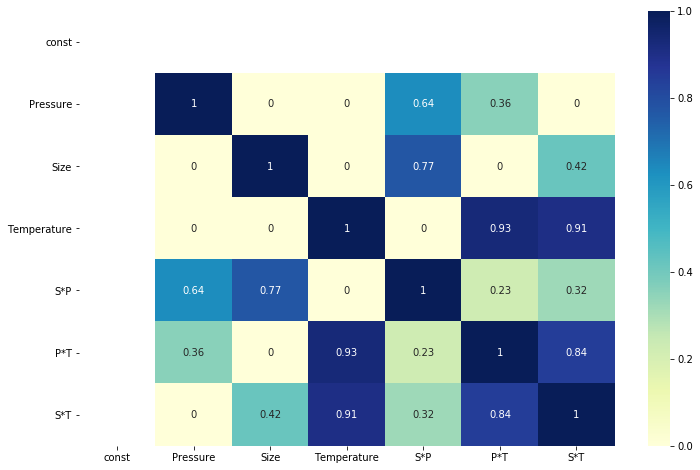 const
Pressure 1 0 0 0.64 0.36 0
Size 0 1 0 0.77 0 0.42
Temperature 0 0 1 0 0.93 0.91
S*P 0.64 0.77 0 1 0.23 0.32
P*T 0.36 0 0.93 0.23 1 0.84
S*T 0 0.42 0.91 0.32 0.84 1
const Pressure Size Temperature S*P P*T S*T
1.0
0.8
0.6
0.4
0.2
0.0